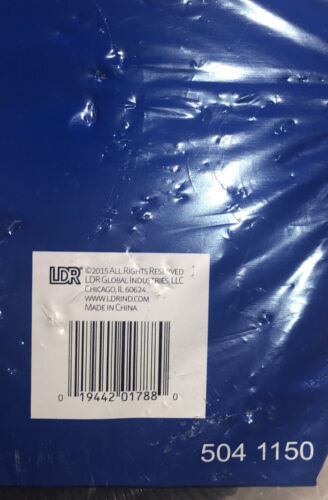 LDR ©2015 ALL RIGHTS RESERVED
LDR GLOBAL INDUSTRIES, LLC
CHICAGO, IL 60624
WWW.LDRIND.COM
MADE IN CHINA
0 19442 01788 0
504 1150